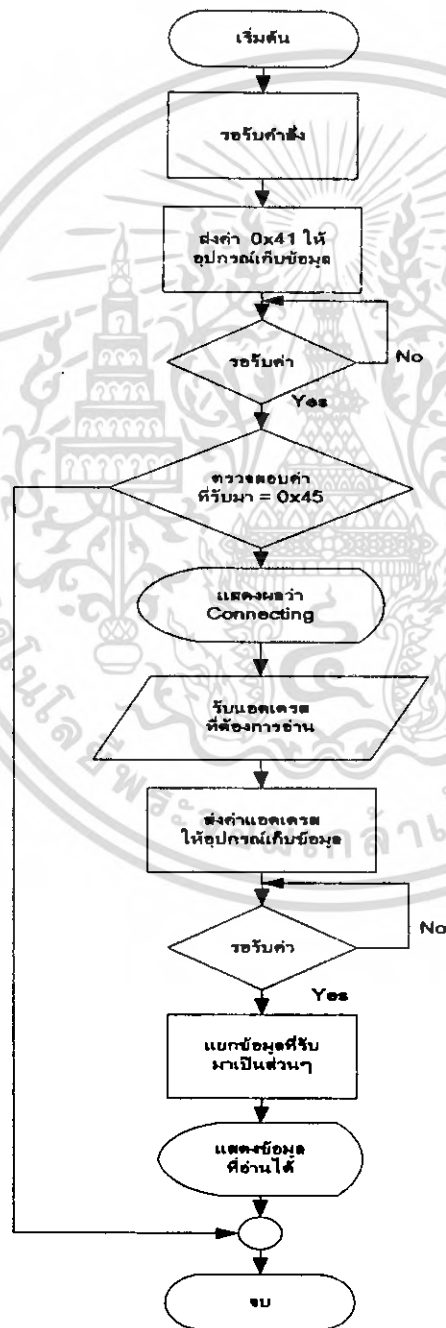 เริ่มต้น
รอรับคำสั่ง
ส่งค่า 0x41 ให้
อุปกรณ์เก็บข้อมูล
รอรับค่า
No
Yes
ตรวจสอบค่า
ที่รับมา = 0x45
แสดงผลว่า
Connecting
รับแอดเดรส
ที่ต้องการอ่าน
ส่งค่าแอดเดรส
ให้อุปกรณ์เก็บข้อมูล
รอรับค่า
No
Yes
แยกข้อมูลที่รับ
มาเป็นส่วนๆ
แสดงข้อมูล
ที่อ่านได้
จบ